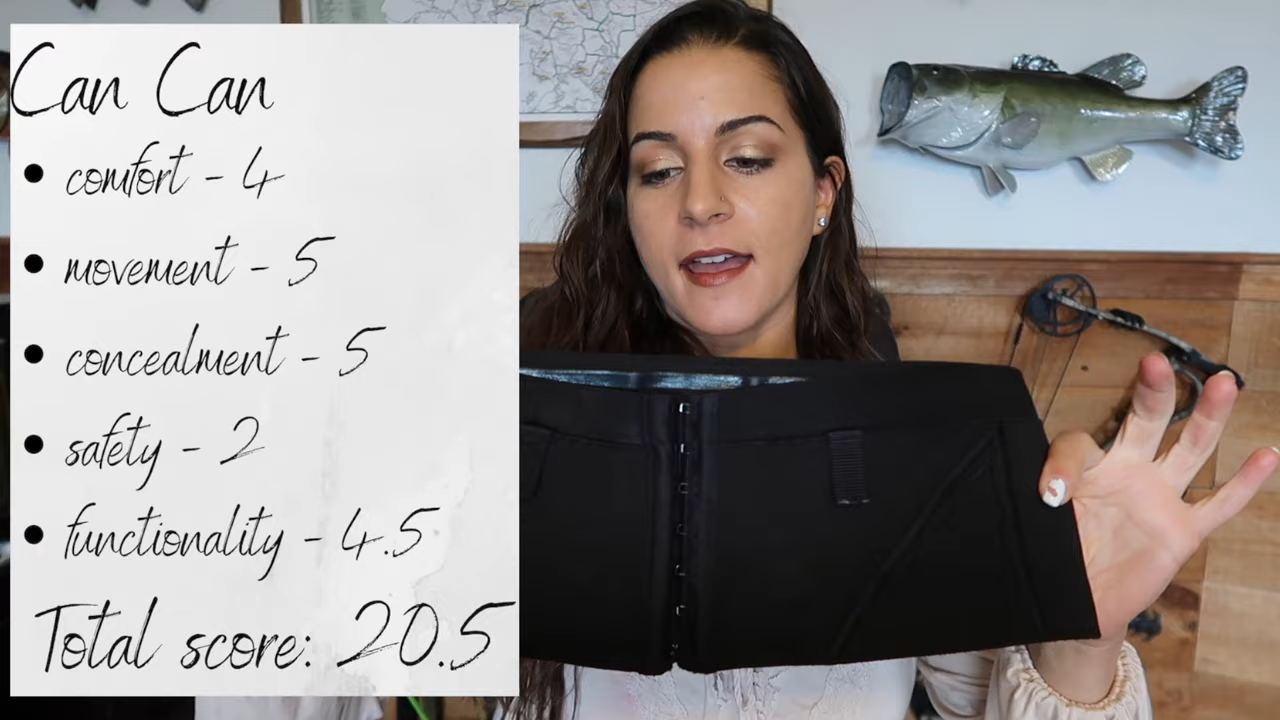 Can Can
• comfort - 4
• movement - 5
• concealment - 5
• safety - 2
• functionality - 4.5
Total score: 20.5